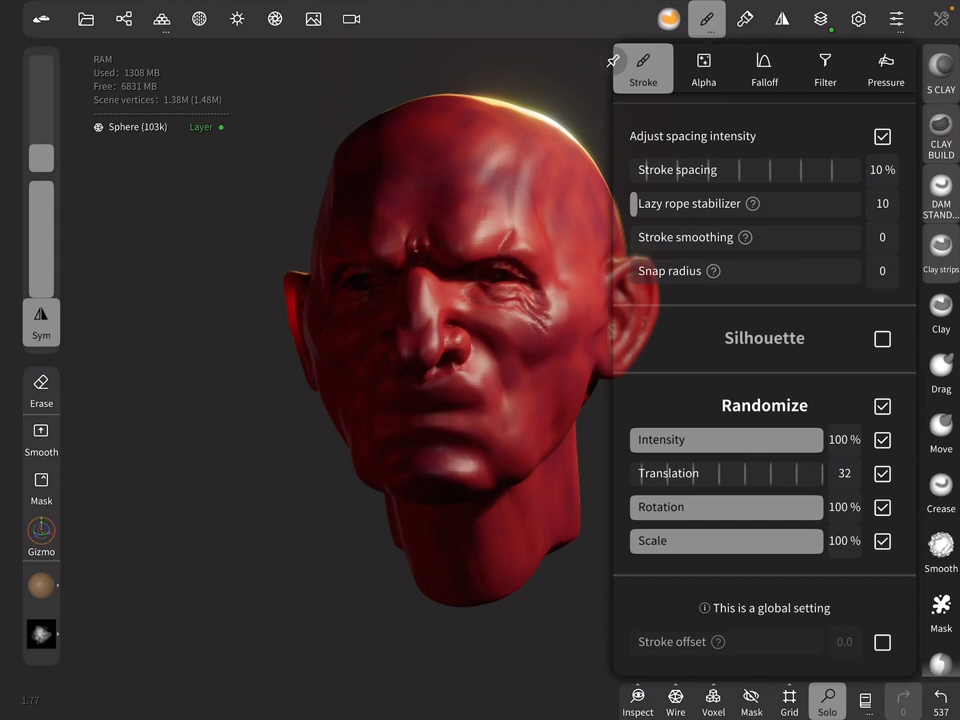 RAM
Used: 1308 MB
Free: 6831 MB
Scene vertices: 1.38M (1.48M)
Sphere (103k)
Layer
Sym
Erase
Smooth
Mask
Gizmo
1.77
Stroke
Alpha
Falloff
Filter
Pressure
Adjust spacing intensity
Stroke spacing 10 %
Lazy rope stabilizer ? 10
Stroke smoothing ? 0
Snap radius ? 0
Silhouette
Randomize
Intensity 100 %
Translation 32
Rotation 100 %
Scale 100 %
This is a global setting
Stroke offset ? 0.0
S CLAY
CLAY
BUILD
DAM
STAND...
Clay strips
Clay
Drag
Move
Crease
Smooth
Mask
Inspect
Wire
Voxel
Mask
Grid
Solo
...
0
537